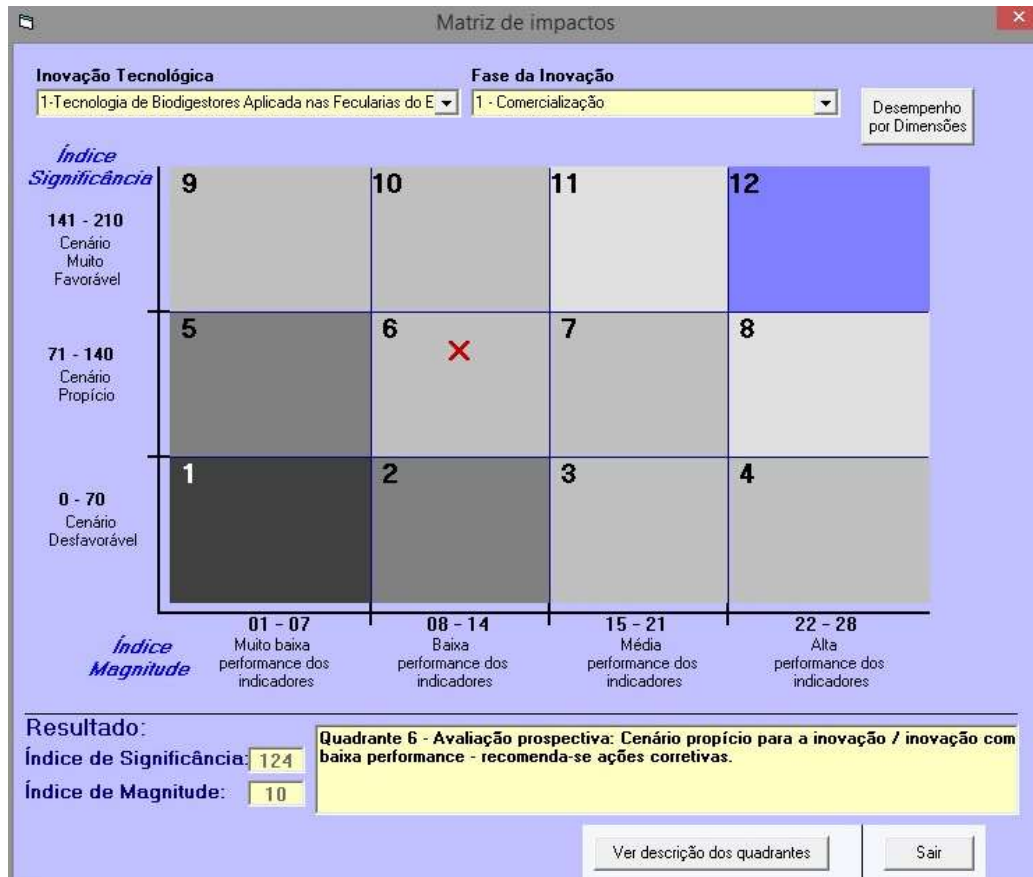 Matriz de impactos
Inovação Tecnológica
Fase da Inovação
1-Tecnologia de Biodigestores Aplicada nas Fecularias do E
1 - Comercialização
Desempenho
por Dimensões
Índice
Significância
141 - 210
Cenário
Muito
Favorável
9
10
11
12
71 - 140
Cenário
Propício
5
6
7
8
0 - 70
Cenário
Desfavorável
1
2
3
4
Índice
Magnitude
01 - 07
Muito baixa
performance dos
indicadores
08 - 14
Baixa
performance dos
indicadores
15 - 21
Média
performance dos
indicadores
22 - 28
Alta
performance dos
indicadores
Resultado:
Índice de Significância: 124
Índice de Magnitude: 10
Quadrante 6 - Avaliação prospectiva: Cenário propício para a inovação / inovação com
baixa performance - recomenda-se ações corretivas.
Ver descrição dos quadrantes
Sair